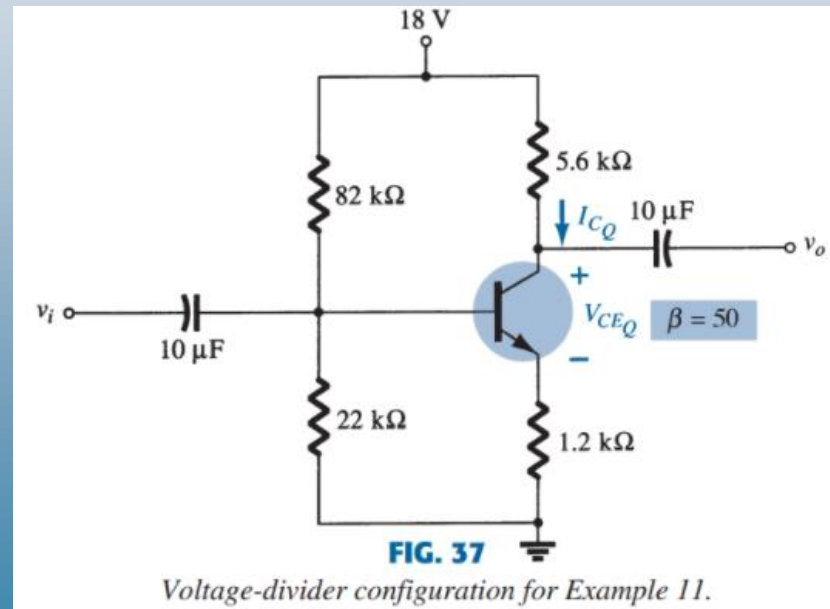 18 V
5.6 kΩ
82 kΩ
I_CQ 10 μF
v_o
+
v_i
V_CEQ β = 50
10 μF
−
22 kΩ
1.2 kΩ
FIG. 37
Voltage-divider configuration for Example 11.